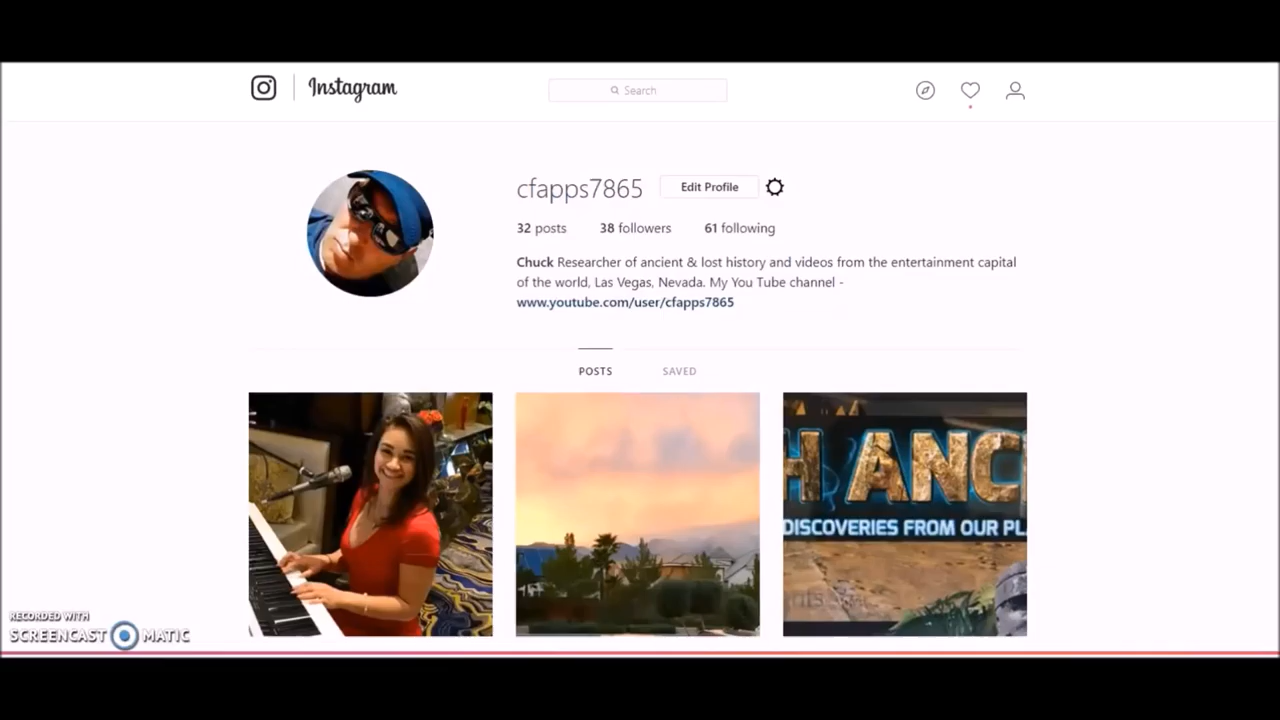 Instagram
Search
cfapps7865
Edit Profile
32 posts 38 followers 61 following
Chuck Researcher of ancient & lost history and videos from the entertainment capital
of the world, Las Vegas, Nevada. My You Tube channel -
www.youtube.com/user/cfapps7865
POSTS SAVED
H ANC
DISCOVERIES FROM OUR PL
RECORDED WITH
SCREENCAST MATIC